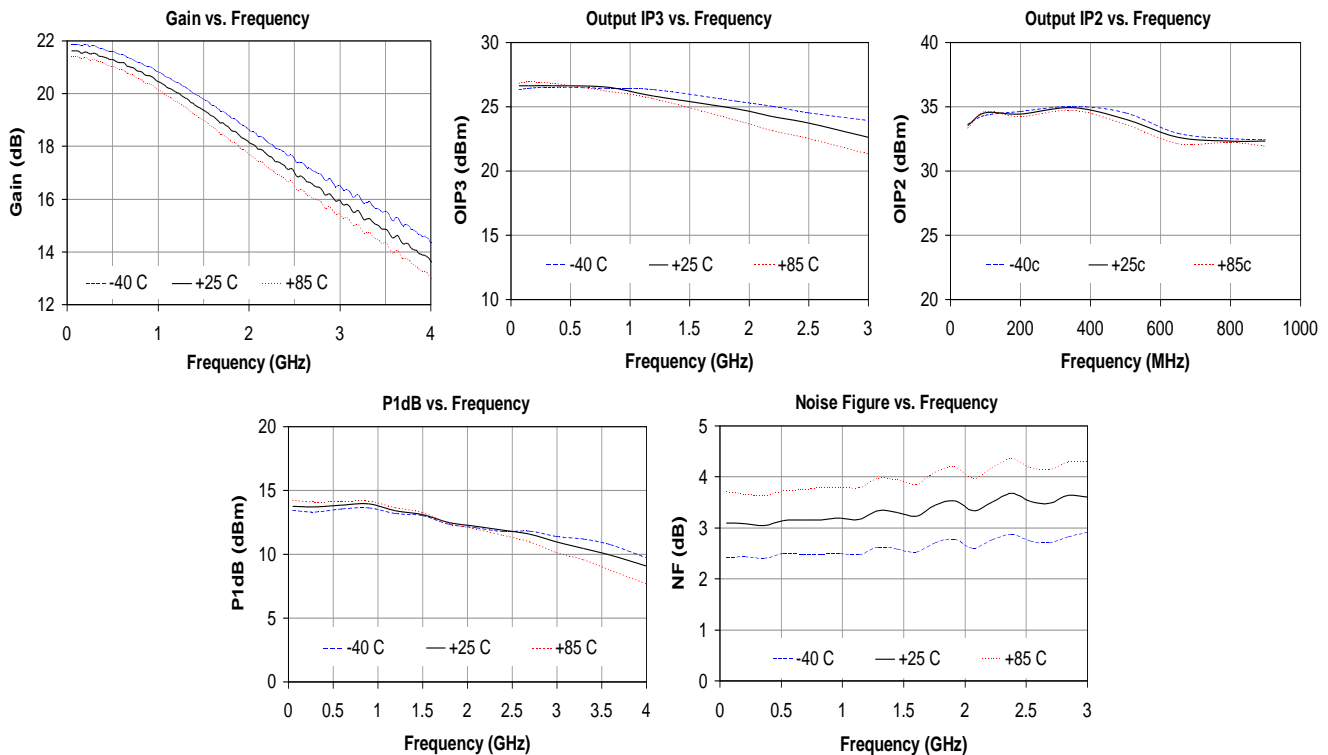 Gain vs. Frequency
22
20
18
16
14
12
Gain (dB)
-40 C +25 C +85 C
0 1 2 3 4
Frequency (GHz)
Output IP3 vs. Frequency
30
25
20
15
10
OIP3 (dBm)
-40 C +25 C +85 C
0 0.5 1 1.5 2 2.5 3
Frequency (GHz)
Output IP2 vs. Frequency
40
35
30
25
20
OIP2 (dBm)
-40c +25c +85c
0 200 400 600 800 1000
Frequency (MHz)
P1dB vs. Frequency
20
15
10
5
0
P1dB (dBm)
-40 C +25 C +85 C
0 0.5 1 1.5 2 2.5 3 3.5 4
Frequency (GHz)
Noise Figure vs. Frequency
5
4
3
2
1
0
NF (dB)
-40 C +25 C +85 C
0 0.5 1 1.5 2 2.5 3
Frequency (GHz)